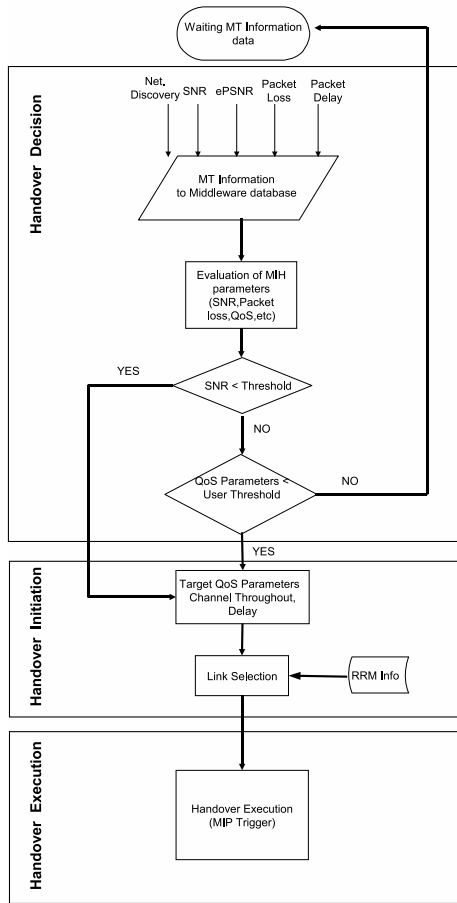 Waiting MT Information
data
Handover Decision
Net.
Discovery
SNR
ePSNR
Packet
Loss
Packet
Delay
MT Information
to Middleware database
Evaluation of MIH
parameters
(SNR,Packet
loss,QoS,etc)
YES
SNR < Threshold
NO
QoS Parameters <
User Threshold
NO
YES
Handover Initiation
Target QoS Parameters
Channel Throughout,
Delay
Link Selection
RRM Info
Handover Execution
Handover Execution
(MIP Trigger)